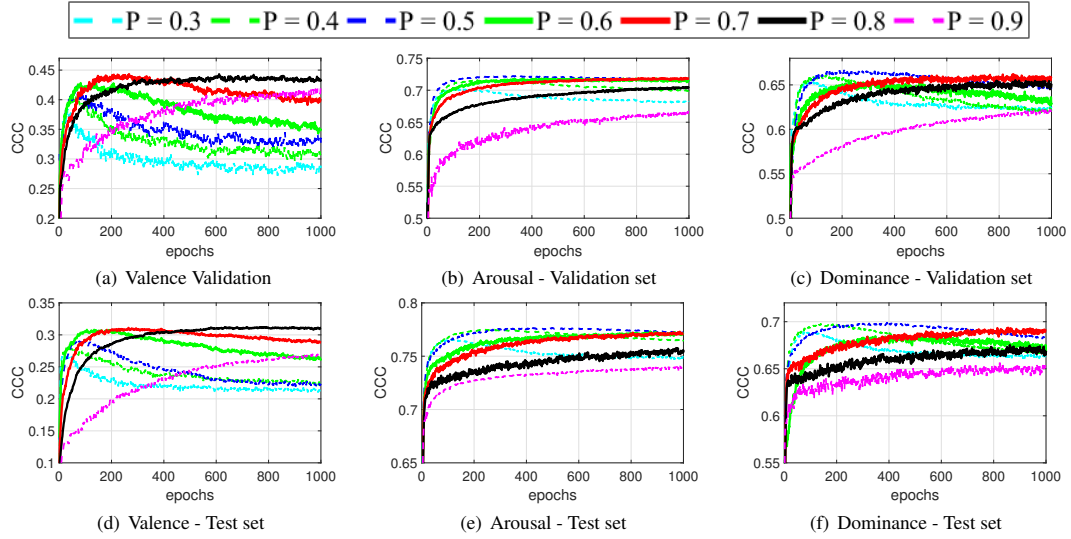 P = 0.3 P = 0.4 P = 0.5 P = 0.6 P = 0.7 P = 0.8 P = 0.9
0.45
0.4
0.35
0.3
0.25
0.2
CCC
0 200 400 600 800 1000
epochs
(a) Valence Validation
0.75
0.7
0.65
0.6
0.55
0.5
CCC
0 200 400 600 800 1000
epochs
(b) Arousal - Validation set
0.65
0.6
0.55
0.5
CCC
0 200 400 600 800 1000
epochs
(c) Dominance - Validation set
0.35
0.3
0.25
0.2
0.15
0.1
CCC
0 200 400 600 800 1000
epochs
(d) Valence - Test set
0.8
0.75
0.7
0.65
CCC
0 200 400 600 800 1000
epochs
(e) Arousal - Test set
0.7
0.65
0.6
0.55
CCC
0 200 400 600 800 1000
epochs
(f) Dominance - Test set